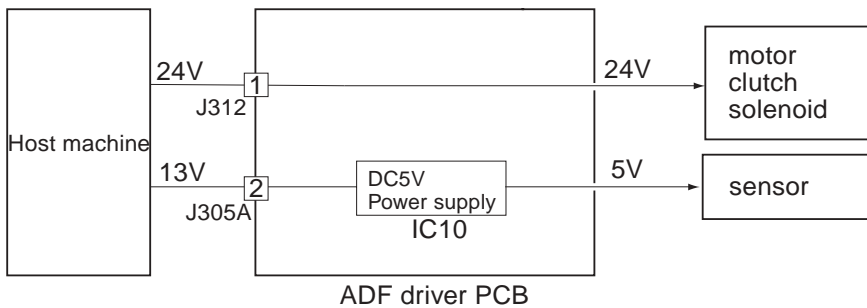 Host machine
24V
J312
1
24V
motor
clutch
solenoid
13V
J305A
2
DC5V
Power supply
IC10
5V
sensor
ADF driver PCB